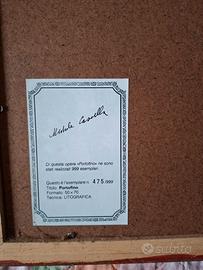 Michele Cascella
Di questa opera «Portofino» ne sono
stati realizzati 999 esemplari.
Questo è l'esemplare n. 475/999
Titolo: Portofino
Formato: 50 x 70
Tecnica: LITOGRAFICA
subito.it